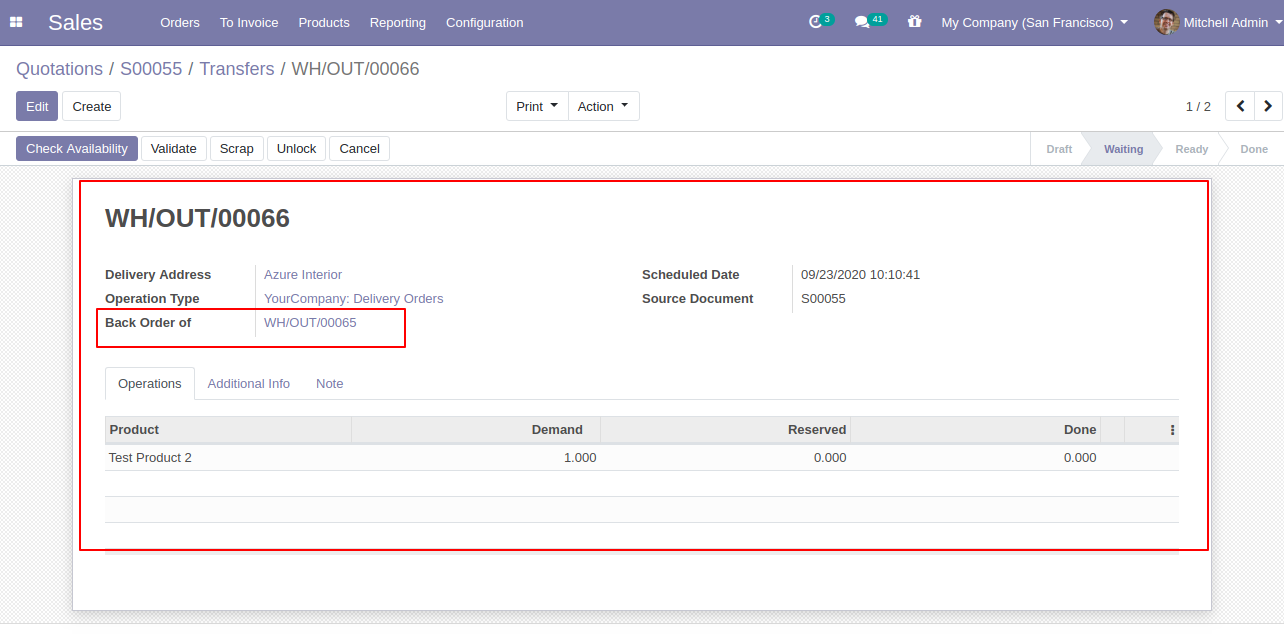 Sales Orders To Invoice Products Reporting Configuration 3 41 My Company (San Francisco) Mitchell Admin
Quotations / S00055 / Transfers / WH/OUT/00066
Edit Create Print Action 1 / 2
Check Availability Validate Scrap Unlock Cancel Draft Waiting Ready Done
WH/OUT/00066
Delivery Address Azure Interior Scheduled Date 09/23/2020 10:10:41
Operation Type YourCompany: Delivery Orders Source Document S00055
Back Order of WH/OUT/00065
Operations Additional Info Note
Product Demand Reserved Done
Test Product 2 1.000 0.000 0.000